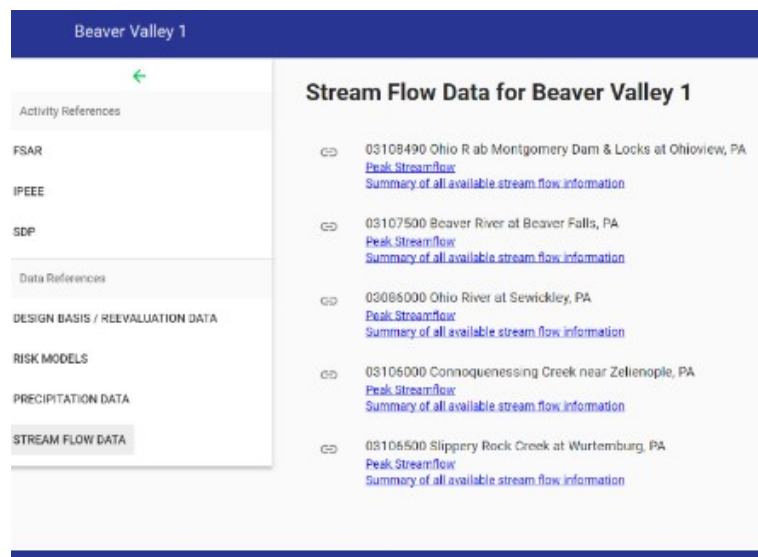 Beaver Valley 1
Activity References
FSAR
IPEEE
SDP
Data References
DESIGN BASIS / REEVALUATION DATA
RISK MODELS
PRECIPITATION DATA
STREAM FLOW DATA
Stream Flow Data for Beaver Valley 1
03108490 Ohio R ab Montgomery Dam & Locks at Ohioview, PA
Peak Streamflow
Summary of all available stream flow information
03107500 Beaver River at Beaver Falls, PA
Peak Streamflow
Summary of all available stream flow information
03086000 Ohio River at Sewickley, PA
Peak Streamflow
Summary of all available stream flow information
03106000 Connoquenessing Creek near Zelienople, PA
Peak Streamflow
Summary of all available stream flow information
03106500 Slippery Rock Creek at Wurtemburg, PA
Peak Streamflow
Summary of all available stream flow information